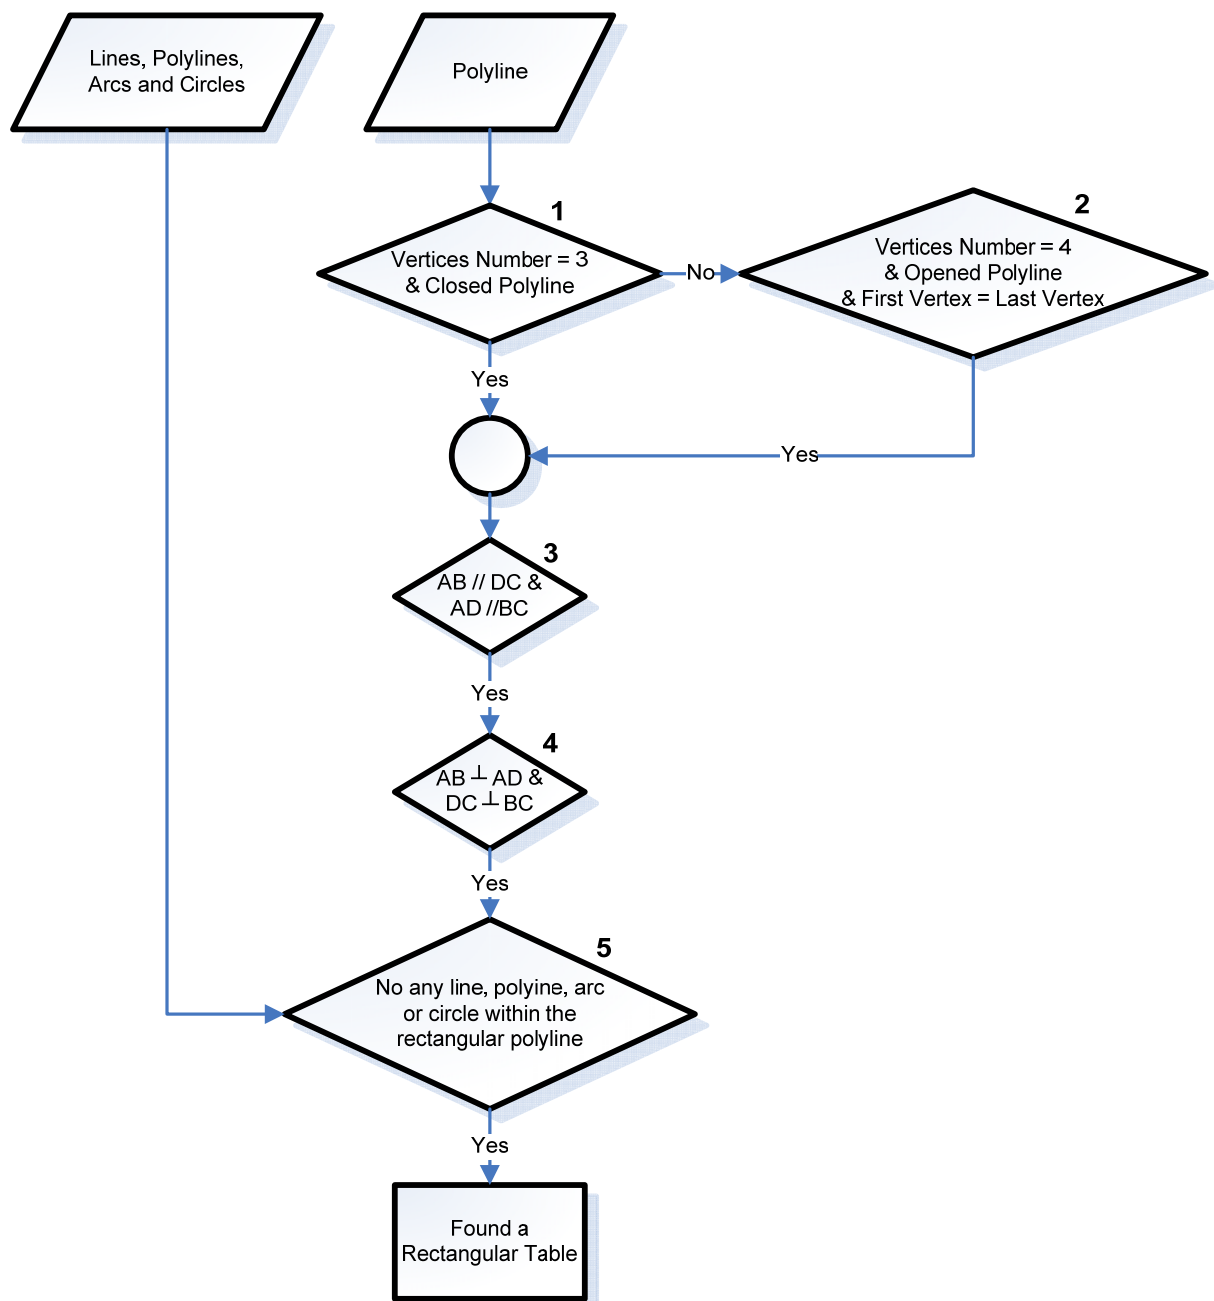 Lines, Polylines,
Arcs and Circles
Polyline
1
Vertices Number = 3
& Closed Polyline
No
2
Vertices Number = 4
& Opened Polyline
& First Vertex = Last Vertex
Yes
Yes
3
AB // DC &
AD //BC
Yes
4
AB ┴ AD &
DC ┴ BC
Yes
5
No any line, polyine, arc
or circle within the
rectangular polyline
Yes
Found a
Rectangular Table